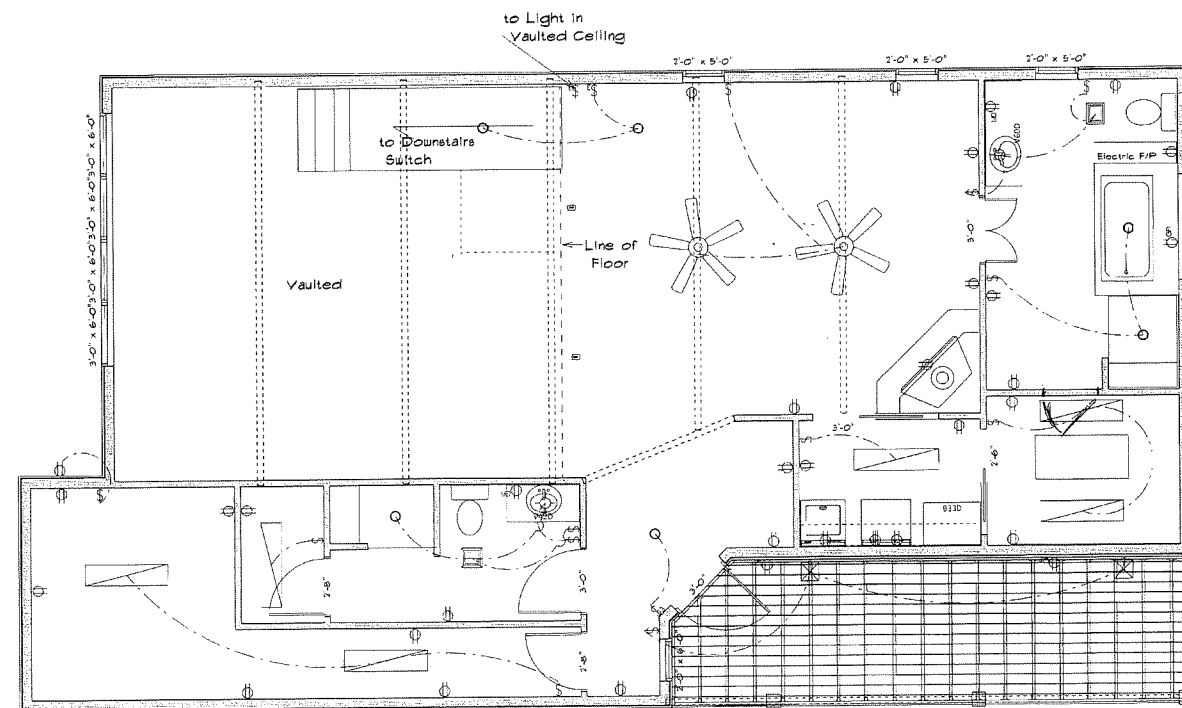 to Light in
Vaulted Ceiling
2'-0" x 5'-0"
2'-0" x 5'-0"
2'-0" x 5'-0"
3'-0" x 6'-0"
3'-0" x 6'-0"
3'-0" x 6'-0"
3'-0" x 6'-0"
to Downstairs
Switch
Electric F/P
Line of
Floor
3'-0"
Vaulted
3'-0"
2'-6"
B33D
2'-8"
3'-0"
3'-0"
2'-8"